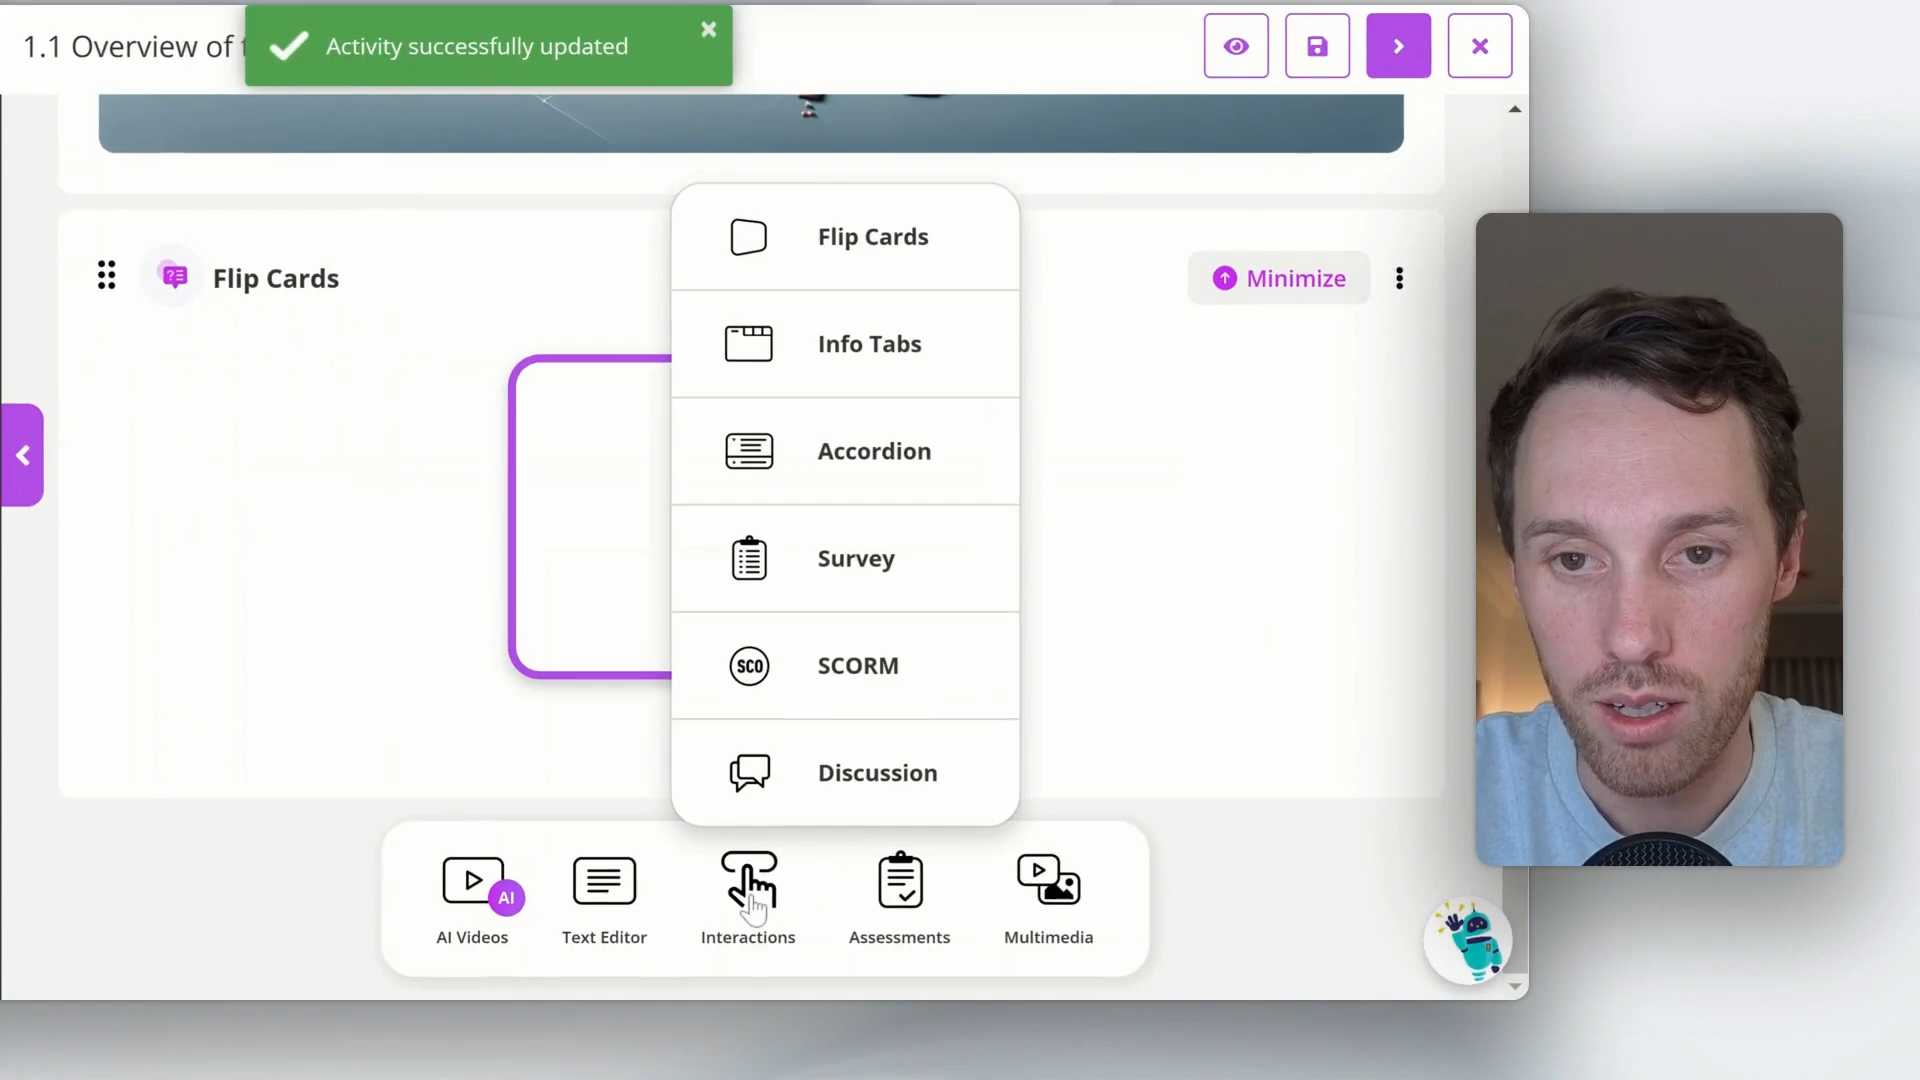 1.1 Overview of
Activity successfully updated
Flip Cards
Minimize
Flip Cards
Info Tabs
Accordion
Survey
SCO
SCORM
Discussion
AI
AI Videos
Text Editor
Interactions
Assessments
Multimedia